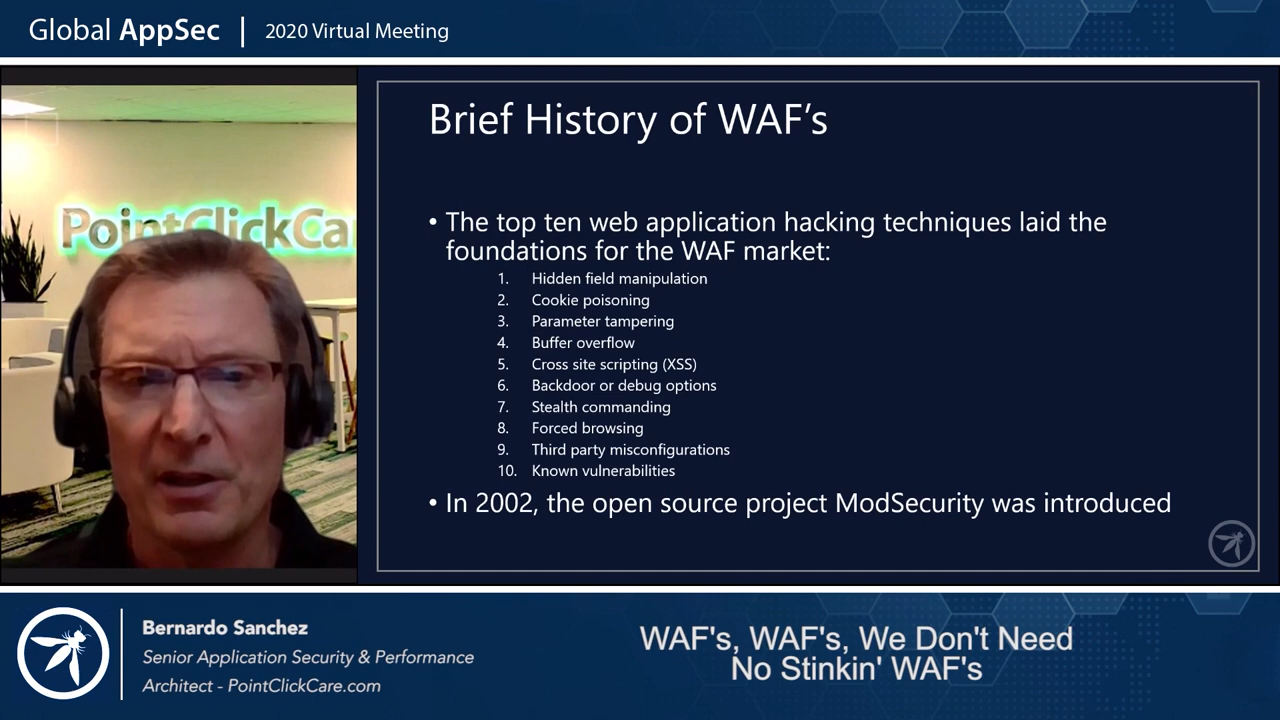 Global AppSec | 2020 Virtual Meeting
PointClickCa
Brief History of WAF's
• The top ten web application hacking techniques laid the
foundations for the WAF market:
1. Hidden field manipulation
2. Cookie poisoning
3. Parameter tampering
4. Buffer overflow
5. Cross site scripting (XSS)
6. Backdoor or debug options
7. Stealth commanding
8. Forced browsing
9. Third party misconfigurations
10. Known vulnerabilities
• In 2002, the open source project ModSecurity was introduced
Bernardo Sanchez
Senior Application Security & Performance
Architect - PointClickCare.com
WAF's, WAF's, We Don't Need
No Stinkin' WAF's